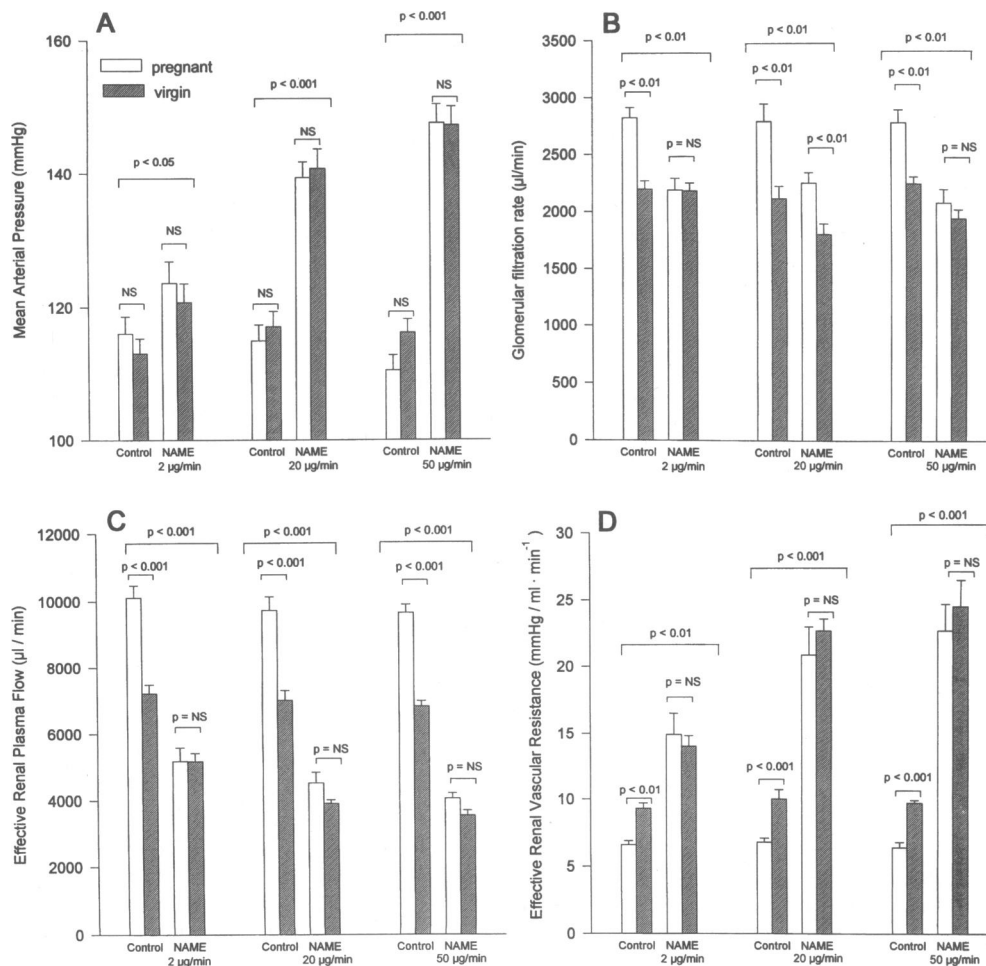 A
p < 0.001
160
pregnant
virgin
p < 0.001
NS
NS
p < 0.05
140
NS
120
NS
NS
NS
100
Mean Arterial Pressure (mmHg)
Control NAME Control NAME Control NAME
2 µg/min 20 µg/min 50 µg/min
B
3500
p < 0.01 p < 0.01 p < 0.01
p < 0.01 p < 0.01 p < 0.01
3000
p = NS p < 0.01 p = NS
2500
2000
1500
1000
500
0
Glomerular filtration rate (µl/min)
Control NAME Control NAME Control NAME
2 µg/min 20 µg/min 50 µg/min
C
12000
p < 0.001 p < 0.001 p < 0.001
p < 0.001 p < 0.001 p < 0.001
10000
8000
p = NS p = NS p = NS
6000
4000
2000
0
Effective Renal Plasma Flow (µl / min)
Control NAME Control NAME Control NAME
2 µg/min 20 µg/min 50 µg/min
D
30
p < 0.001
p < 0.001
p = NS
p = NS
25
p < 0.01
20
p = NS
15
p < 0.01 p < 0.001 p < 0.001
10
5
0
Effective Renal Vascular Resistance (mmHg / ml · min⁻¹)
Control NAME Control NAME Control NAME
2 µg/min 20 µg/min 50 µg/min